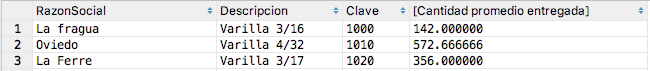 RazonSocial Descripcion Clave [Cantidad promedio entregada]
1 La fragua Varilla 3/16 1000 142.000000
2 Oviedo Varilla 4/32 1010 572.666666
3 La Ferre Varilla 3/17 1020 356.000000